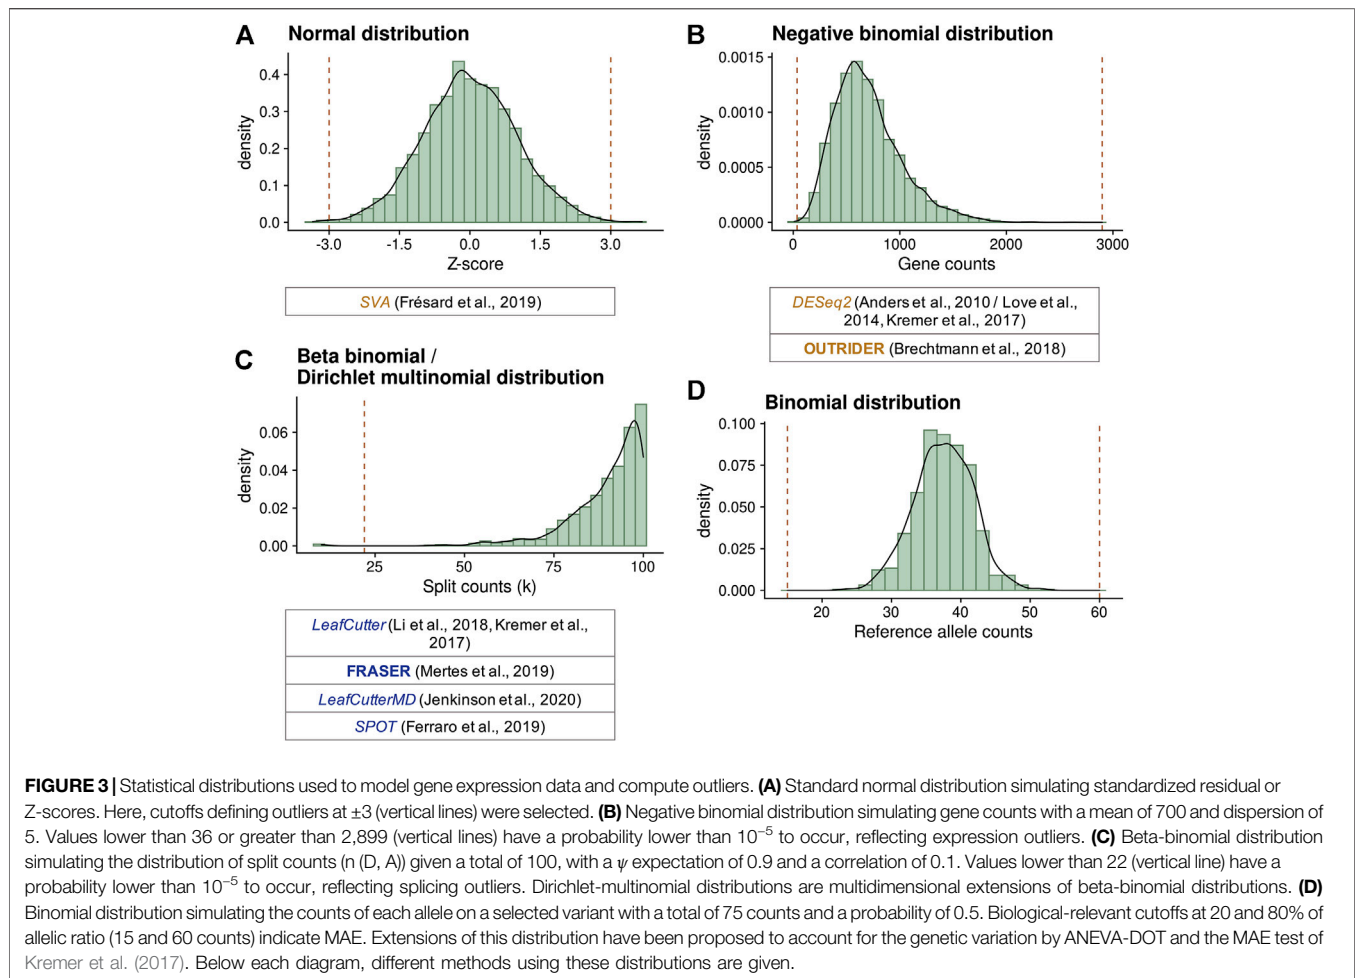 A
Normal distribution
density
0.4
0.3
0.2
0.1
0.0
-3.0 -1.5 0.0 1.5 3.0
Z-score
SVA (Frésard et al., 2019)
B
Negative binomial distribution
density
0.0015
0.0010
0.0005
0.0000
0 1000 2000 3000
Gene counts
DESeq2 (Anders et al., 2010 / Love et al.,
2014, Kremer et al., 2017)
OUTRIDER (Brechtmann et al., 2018)
C
Beta binomial /
Dirichlet multinomial distribution
density
0.06
0.04
0.02
0.00
25 50 75 100
Split counts (k)
LeafCutter (Li et al., 2018, Kremer et al.,
2017)
FRASER (Mertes et al., 2019)
LeafCutterMD (Jenkinson et al., 2020)
SPOT (Ferraro et al., 2019)
D
Binomial distribution
density
0.100
0.075
0.050
0.025
0.000
20 30 40 50 60
Reference allele counts
FIGURE 3 | Statistical distributions used to model gene expression data and compute outliers. (A) Standard normal distribution simulating standardized residual or
Z-scores. Here, cutoffs defining outliers at ±3 (vertical lines) were selected. (B) Negative binomial distribution simulating gene counts with a mean of 700 and dispersion of
5. Values lower than 36 or greater than 2,899 (vertical lines) have a probability lower than 10⁻⁵ to occur, reflecting expression outliers. (C) Beta-binomial distribution
simulating the distribution of split counts (n (D, A)) given a total of 100, with a ψ expectation of 0.9 and a correlation of 0.1. Values lower than 22 (vertical line) have a
probability lower than 10⁻⁵ to occur, reflecting splicing outliers. Dirichlet-multinomial distributions are multidimensional extensions of beta-binomial distributions. (D)
Binomial distribution simulating the counts of each allele on a selected variant with a total of 75 counts and a probability of 0.5. Biological-relevant cutoffs at 20 and 80% of
allelic ratio (15 and 60 counts) indicate MAE. Extensions of this distribution have been proposed to account for the genetic variation by ANEVA-DOT and the MAE test of
Kremer et al. (2017). Below each diagram, different methods using these distributions are given.